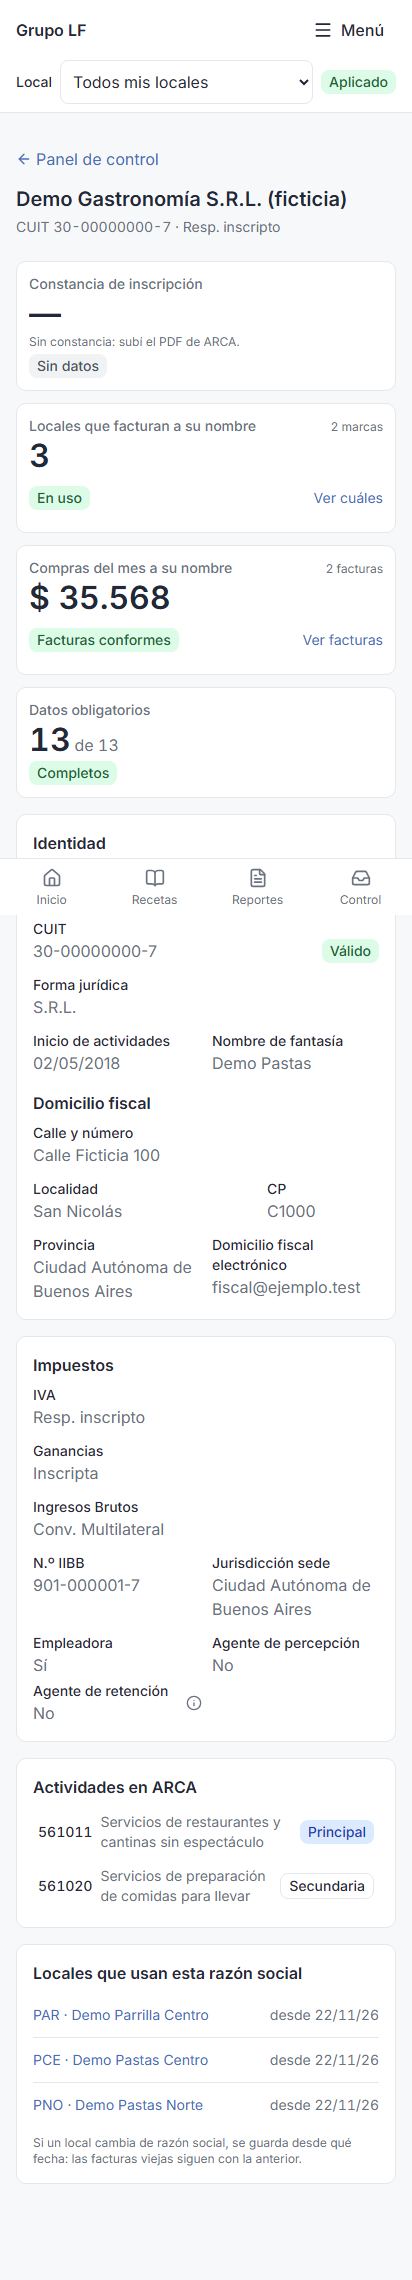 Grupo LF
Menú
Local
Todos mis locales
Aplicado
← Panel de control
Demo Gastronomía S.R.L. (ficticia)
CUIT 30-00000000-7 · Resp. inscripto
Constancia de inscripción
—
Sin constancia: subí el PDF de ARCA.
Sin datos
Locales que facturan a su nombre
2 marcas
3
En uso
Ver cuáles
Compras del mes a su nombre
2 facturas
$ 35.568
Facturas conformes
Ver facturas
Datos obligatorios
13 de 13
Completos
Identidad
Inicio
Recetas
Reportes
Control
CUIT
30-00000000-7
Válido
Forma jurídica
S.R.L.
Inicio de actividades
02/05/2018
Nombre de fantasía
Demo Pastas
Domicilio fiscal
Calle y número
Calle Ficticia 100
Localidad
San Nicolás
CP
C1000
Provincia
Ciudad Autónoma de
Buenos Aires
Domicilio fiscal
electrónico
fiscal@ejemplo.test
Impuestos
IVA
Resp. inscripto
Ganancias
Inscripta
Ingresos Brutos
Conv. Multilateral
N.º IIBB
901-000001-7
Jurisdicción sede
Ciudad Autónoma de
Buenos Aires
Empleadora
Sí
Agente de percepción
No
Agente de retención
No
Actividades en ARCA
561011
Servicios de restaurantes y
cantinas sin espectáculo
Principal
561020
Servicios de preparación
de comidas para llevar
Secundaria
Locales que usan esta razón social
PAR · Demo Parrilla Centro
desde 22/11/26
PCE · Demo Pastas Centro
desde 22/11/26
PNO · Demo Pastas Norte
desde 22/11/26
Si un local cambia de razón social, se guarda desde qué
fecha: las facturas viejas siguen con la anterior.